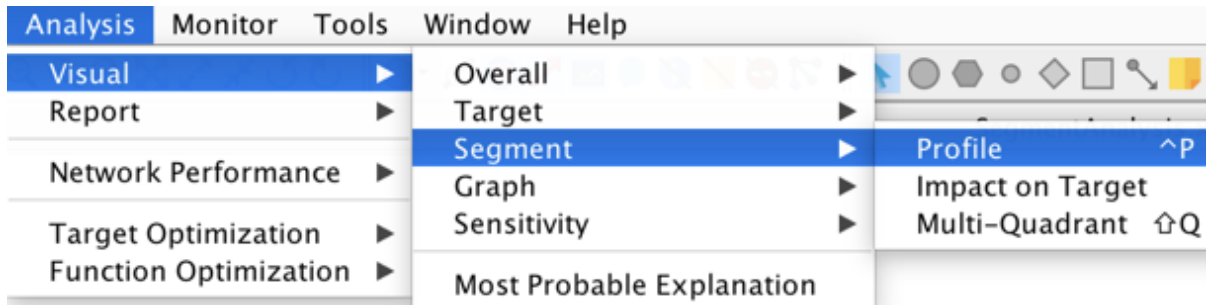 Analysis Monitor Tools Window Help
Visual
Report
Network Performance
Target Optimization
Function Optimization
Overall
Target
Segment
Graph
Sensitivity
Most Probable Explanation
Profile ^P
Impact on Target
Multi-Quadrant ⇧Q